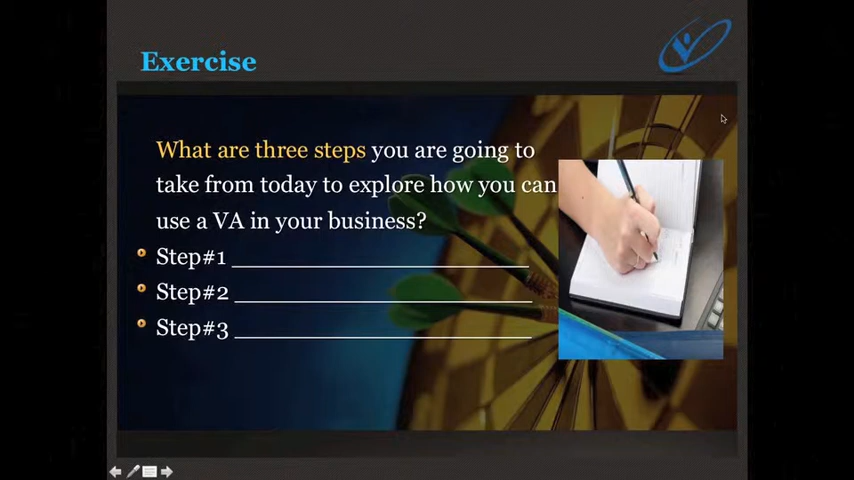 Exercise
What are three steps you are going to
take from today to explore how you can
use a VA in your business?
Step#1 ___________________________
Step#2 ___________________________
Step#3 ___________________________